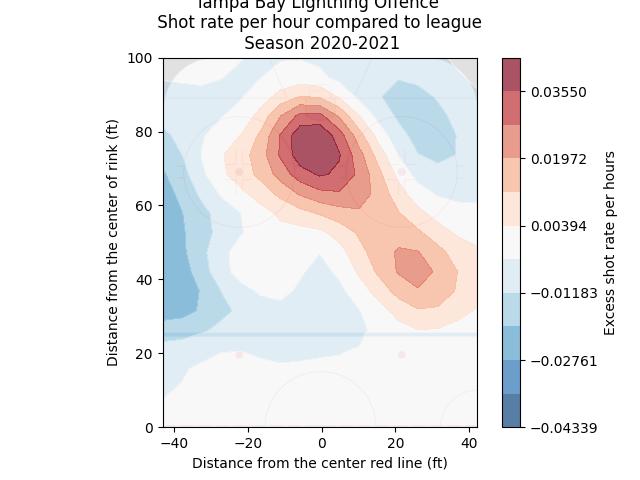 Tampa Bay Lightning Offence
Shot rate per hour compared to league
Season 2020-2021
100
80
60
40
20
0
−40
−20
0
20
40
Distance from the center of rink (ft)
Distance from the center red line (ft)
0.03550
0.01972
0.00394
−0.01183
−0.02761
−0.04339
Excess shot rate per hours